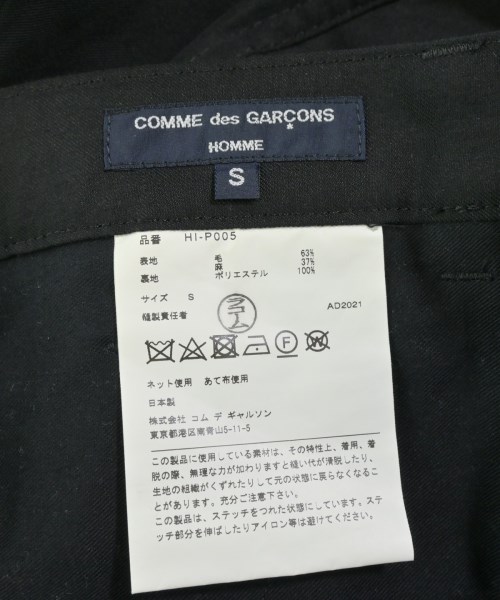 COMME des GARÇONS
HOMME
S
品番 HI-P005
表地 毛 63%
麻 37%
裏地 ポリエステル 100%
サイズ S
縫製責任者 コム AD2021
ネット使用 あて布使用
日本製
株式会社 コム デ ギャルソン
東京都港区南青山5-11-5
この製品に使用している素材は、その特性上、着用、着
脱の際、無理な力が加わりますと縫い代が滑脱したり、
生地の組織がくずれたりして元の状態に戻らなくなるこ
とがあります。充分ご注意下さい。
この製品は、ステッチをつれた状態にしています。ステ
ッチ部分を伸ばしたりアイロン等は避けてください。